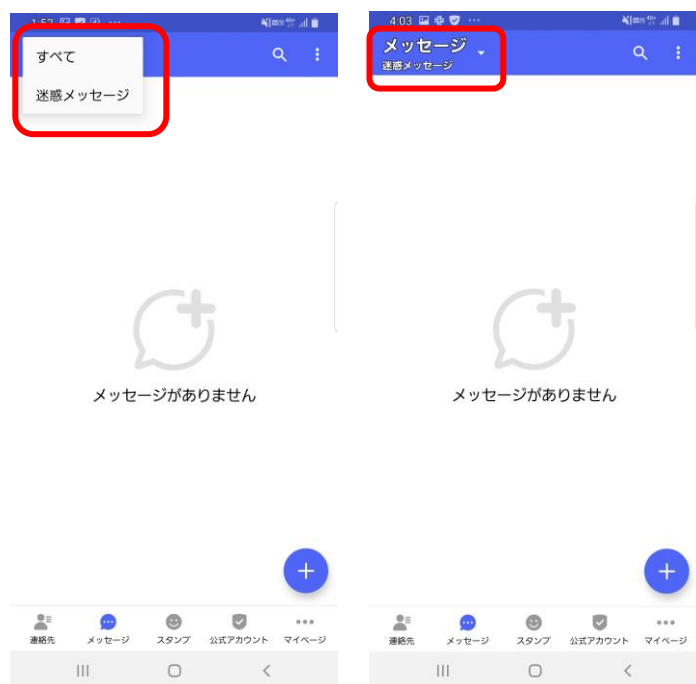 1:52
すべて
迷惑メッセージ
メッセージがありません
連絡先
メッセージ
スタンプ
公式アカウント
マイページ
4:03
メッセージ
迷惑メッセージ
メッセージがありません
連絡先
メッセージ
スタンプ
公式アカウント
マイページ